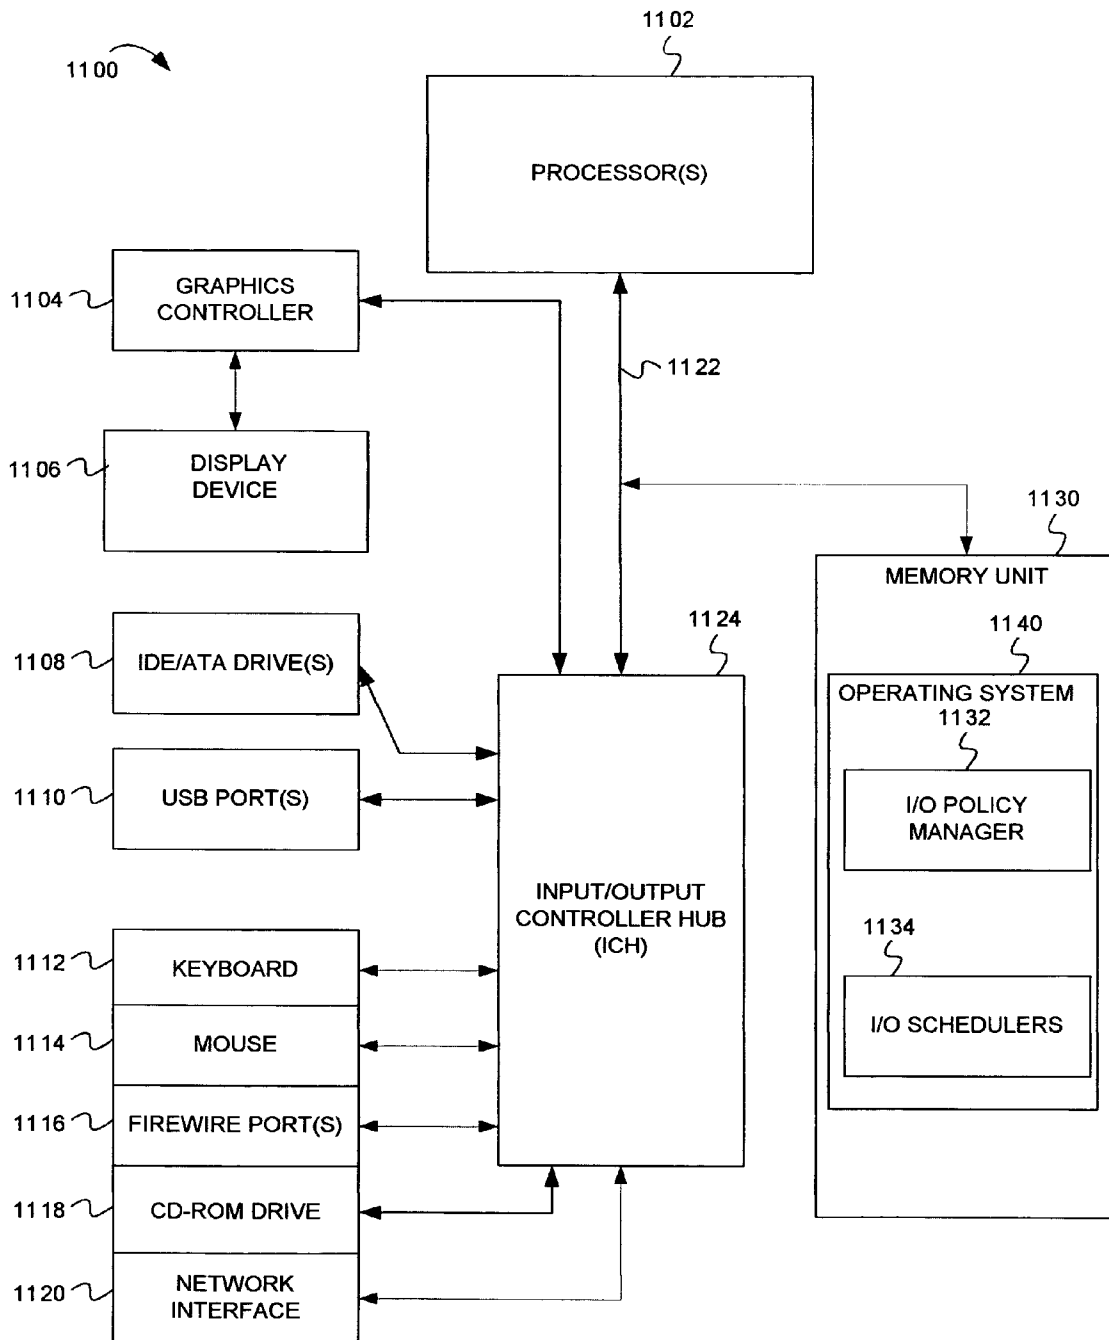 1102
1100
PROCESSOR(S)
1104
GRAPHICS
CONTROLLER
1122
1106
DISPLAY
DEVICE
1130
MEMORY UNIT
1108
IDE/ATA DRIVE(S)
1124
1140
OPERATING SYSTEM
1132
1110
USB PORT(S)
I/O POLICY
MANAGER
INPUT/OUTPUT
CONTROLLER HUB
(ICH)
1134
1112
KEYBOARD
1114
MOUSE
I/O SCHEDULERS
1116
FIREWIRE PORT(S)
1118
CD-ROM DRIVE
1120
NETWORK
INTERFACE